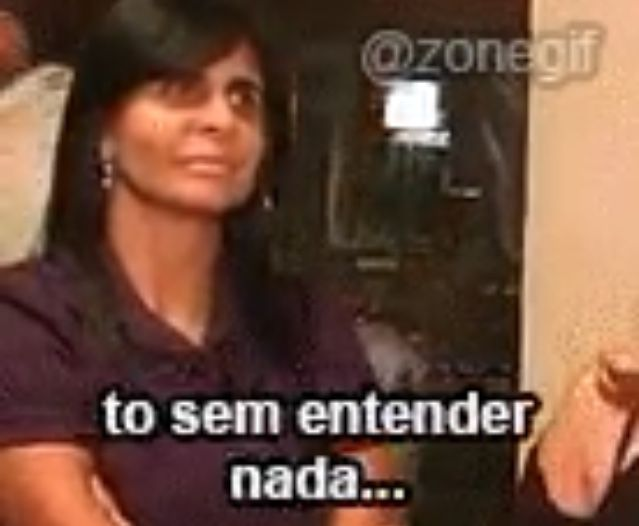 @zonegif
to sem entender
nada...